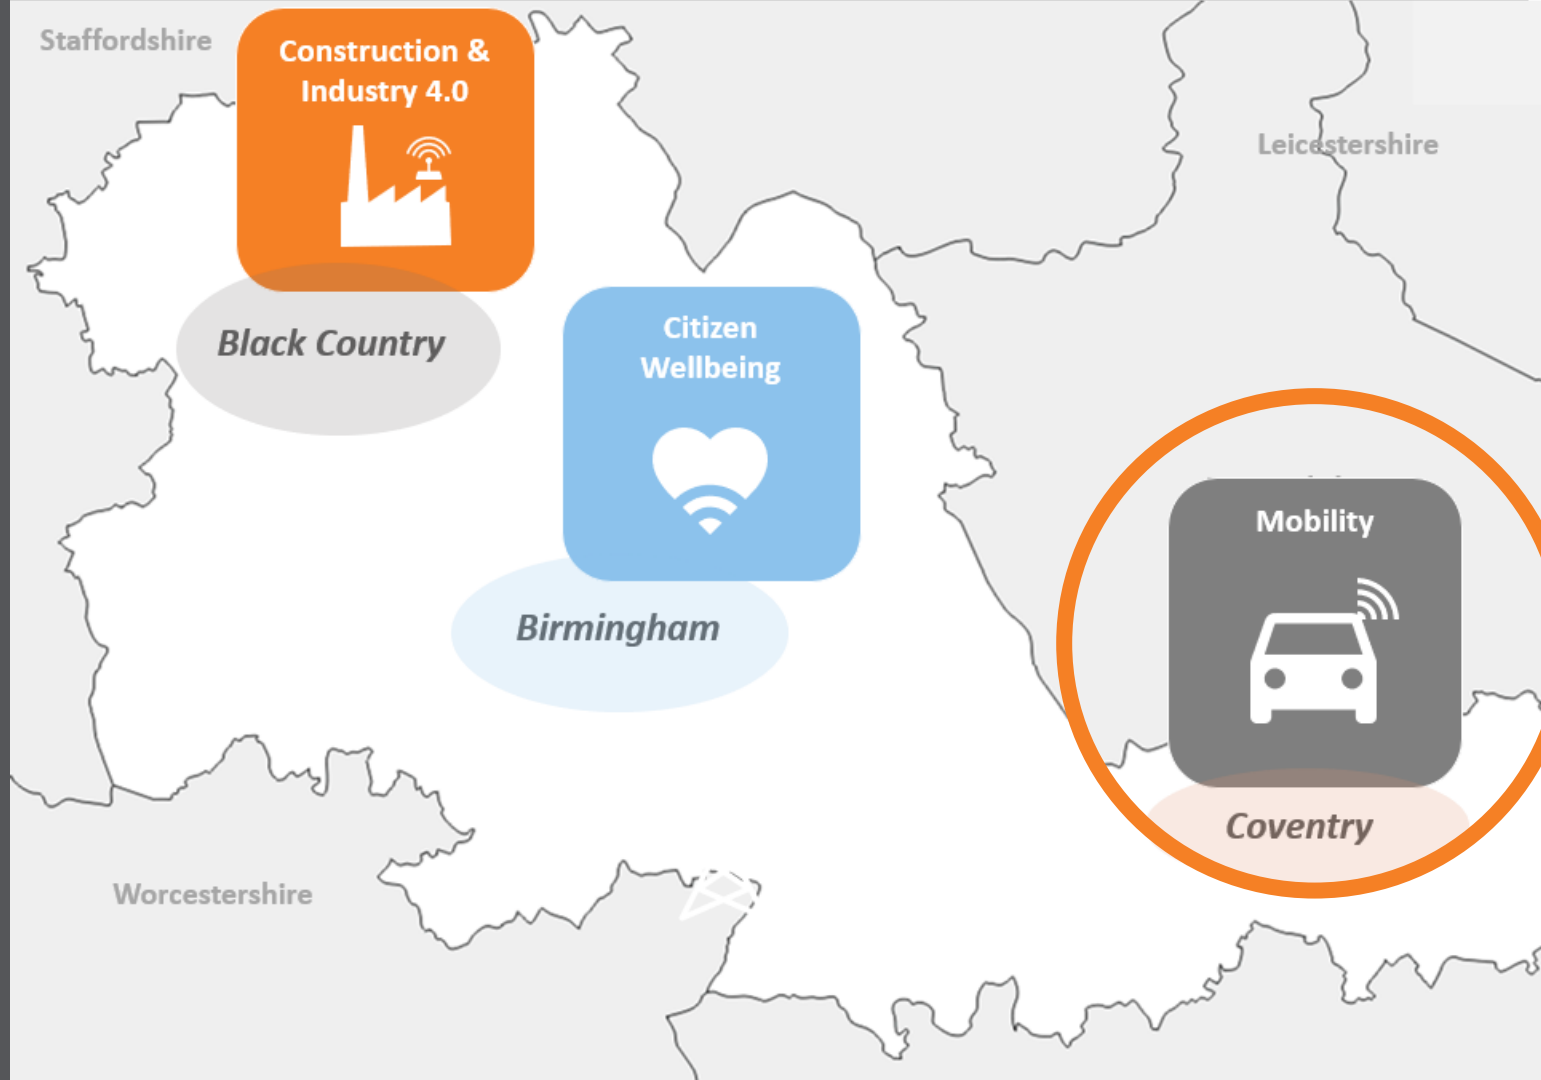 Staffordshire
Construction &
Industry 4.0
Leicestershire
Black Country
Citizen
Wellbeing
Mobility
Birmingham
Coventry
Worcestershire